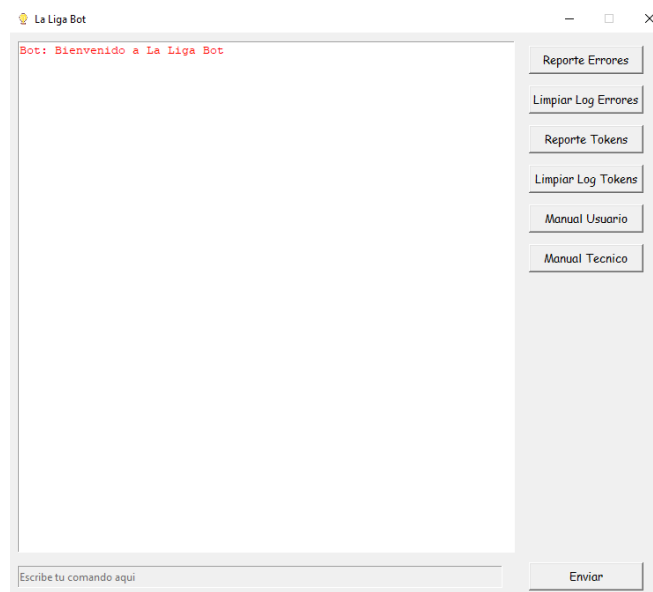 La Liga Bot
Bot: Bienvenido a La Liga Bot
Reporte Errores
Limpiar Log Errores
Reporte Tokens
Limpiar Log Tokens
Manual Usuario
Manual Tecnico
Escribe tu comando aqui
Enviar